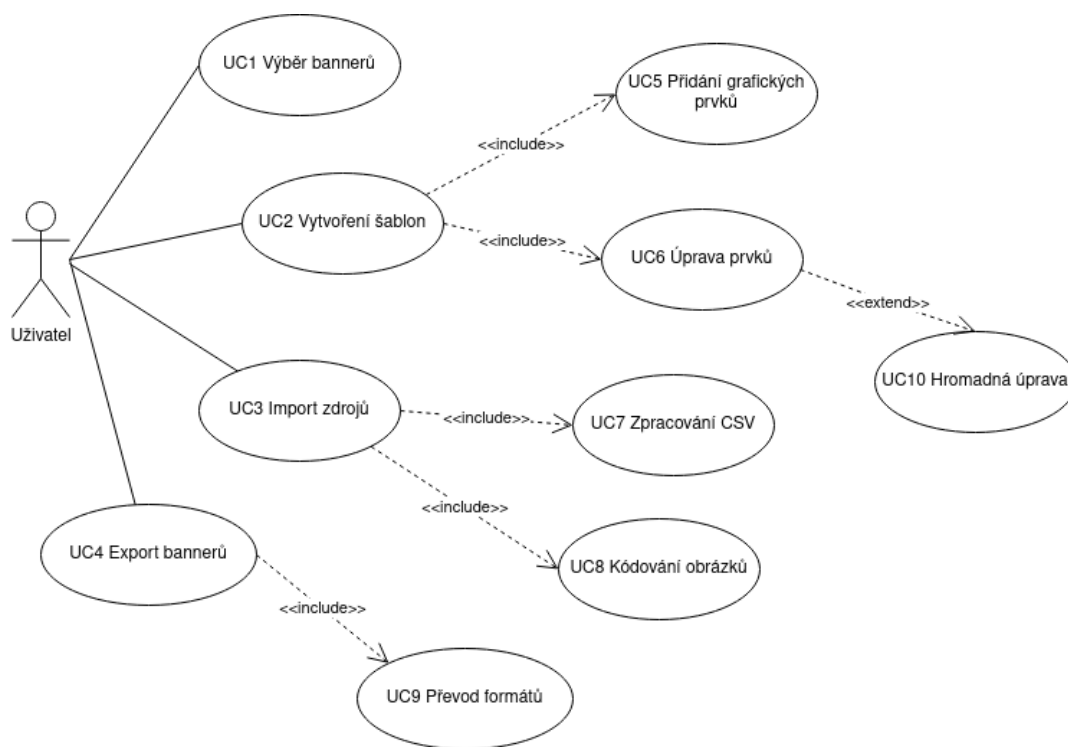 UC1 Výběr bannerů
UC5 Přidání grafických
prvků
<<include>>
UC2 Vytvoření šablon
<<include>>
UC6 Úprava prvků
<<extend>>
Uživatel
UC10 Hromadná úprava
UC3 Import zdrojů
<<include>>
UC7 Zpracování CSV
<<include>>
UC4 Export bannerů
UC8 Kódování obrázků
<<include>>
UC9 Převod formátů